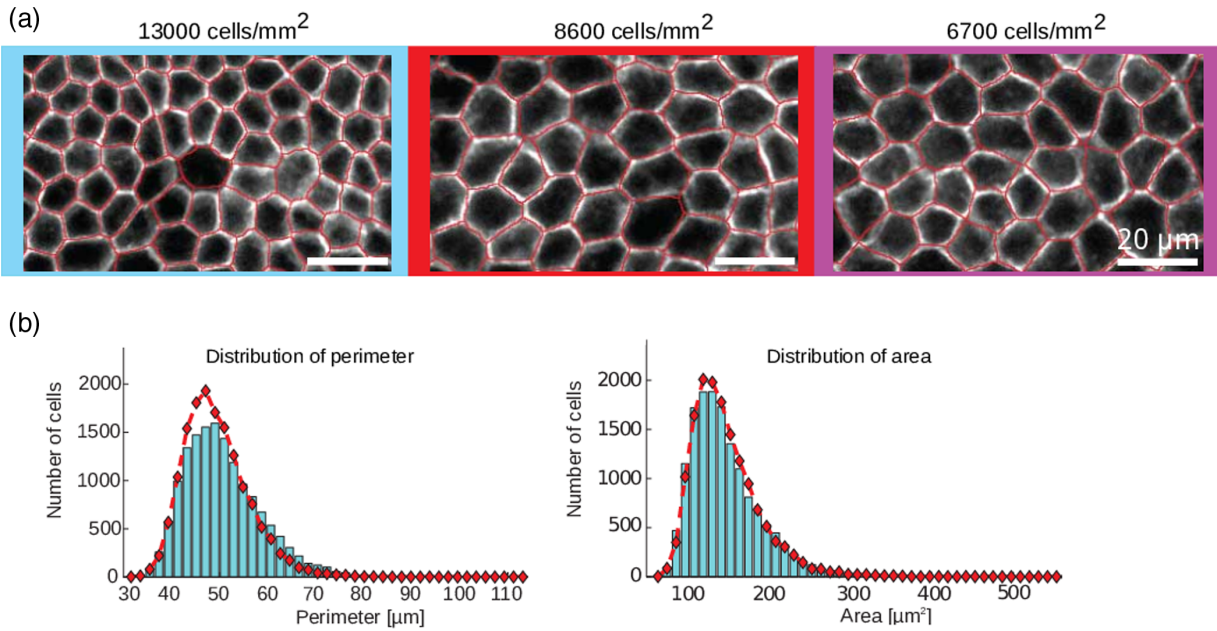 (a)
13000 cells/mm²
8600 cells/mm²
6700 cells/mm²
20 µm
(b)
Distribution of perimeter
Number of cells
2000
1500
1000
500
0
30 40 50 60 70 80 90 100 110
Perimeter [µm]
Distribution of area
Number of cells
2000
1500
1000
500
0
100 200 300 400 500
Area [µm²]